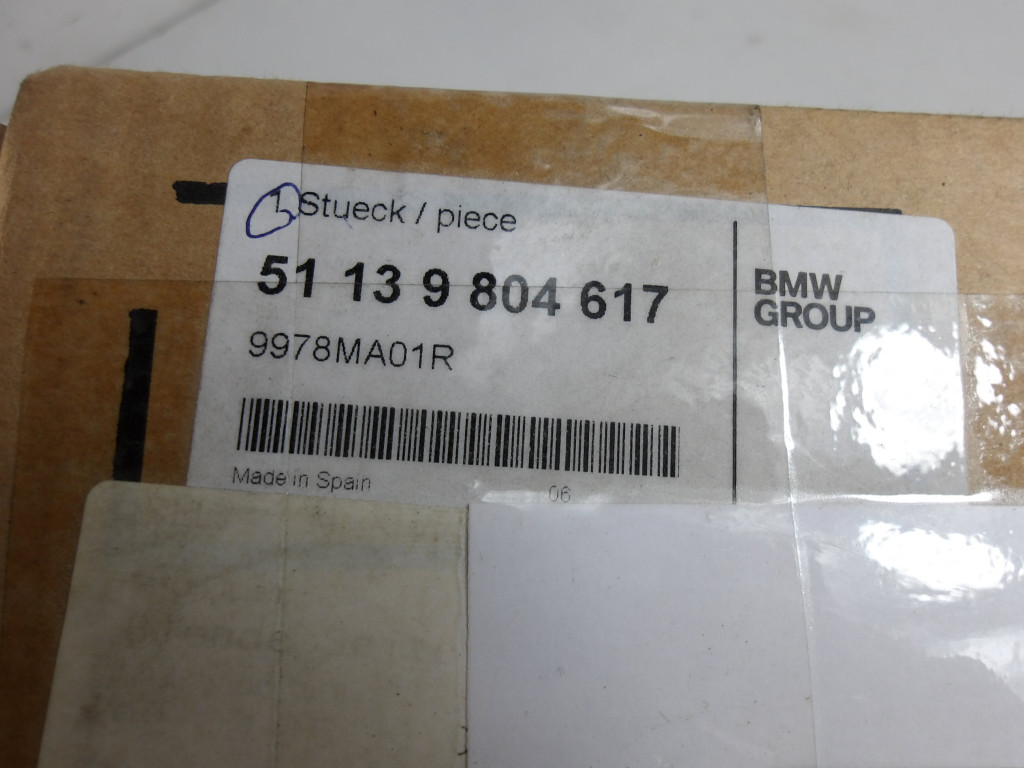 1 Stueck / piece
51 13 9 804 617
9978MA01R
Made in Spain
06
BMW
GROUP